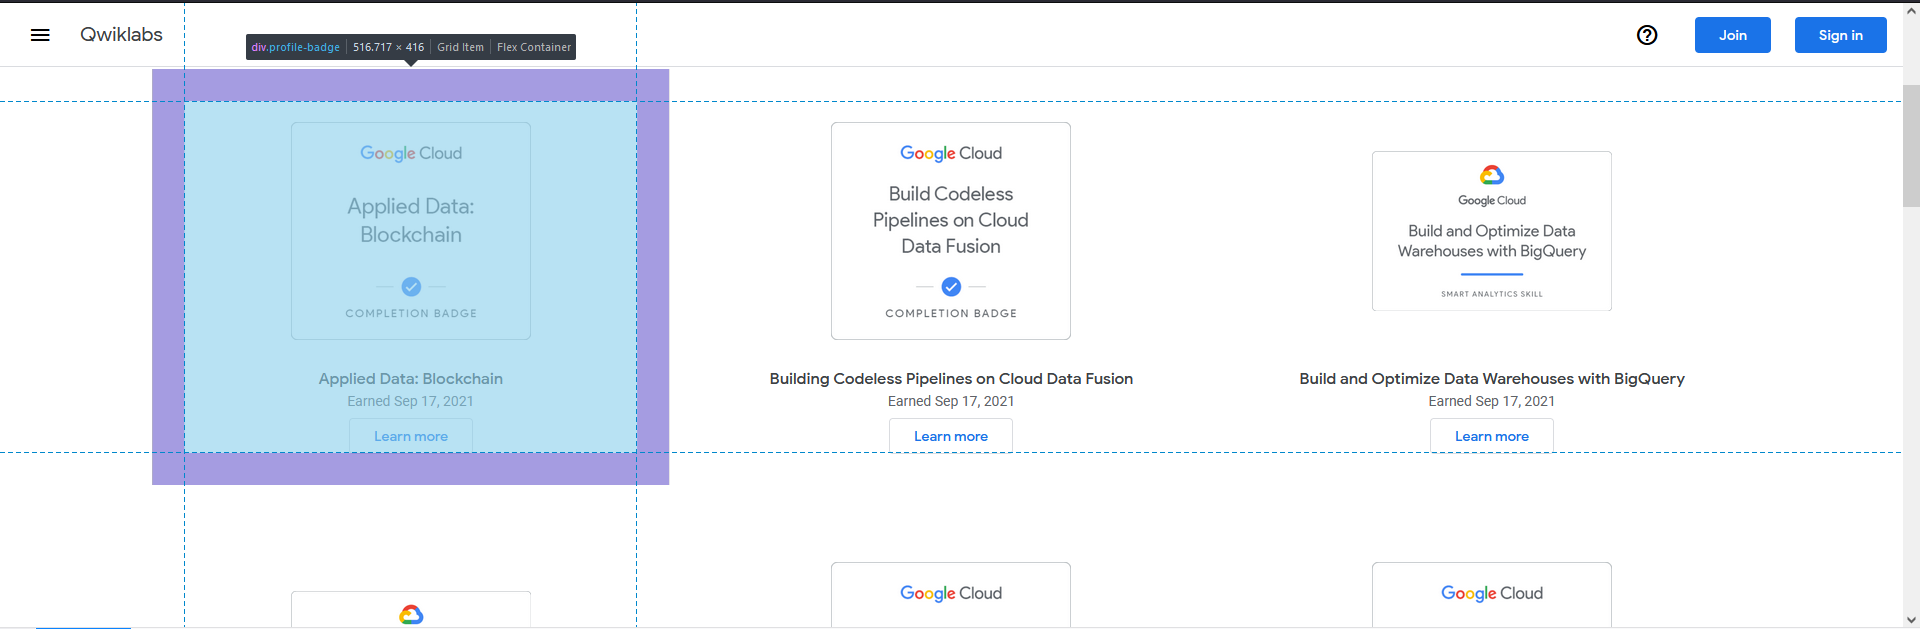 Qwiklabs
div.profile-badge 516.717 × 416 Grid Item Flex Container
Join
Sign in
Google Cloud
Applied Data:
Blockchain
COMPLETION BADGE
Applied Data: Blockchain
Earned Sep 17, 2021
Learn more
Google Cloud
Build Codeless
Pipelines on Cloud
Data Fusion
COMPLETION BADGE
Building Codeless Pipelines on Cloud Data Fusion
Earned Sep 17, 2021
Learn more
Google Cloud
Build and Optimize Data
Warehouses with BigQuery
SMART ANALYTICS SKILL
Build and Optimize Data Warehouses with BigQuery
Earned Sep 17, 2021
Learn more
Google Cloud
Google Cloud